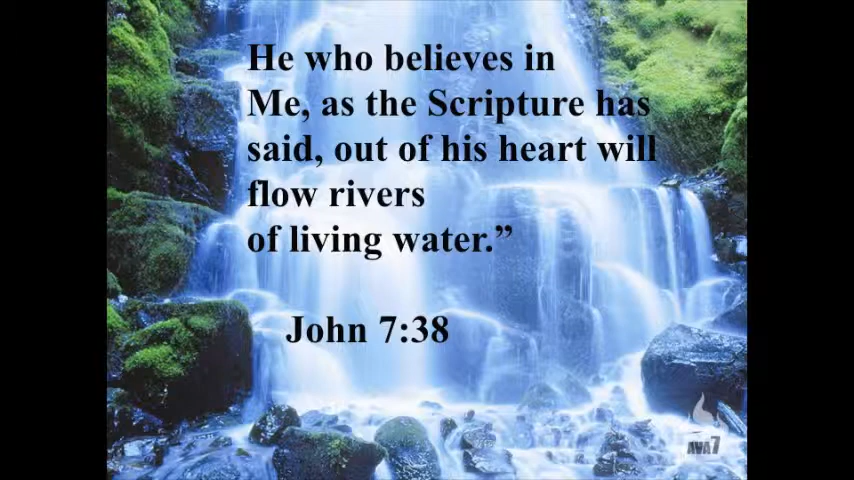 He who believes in
Me, as the Scripture has
said, out of his heart will
flow rivers
of living water.”
John 7:38
AVA7